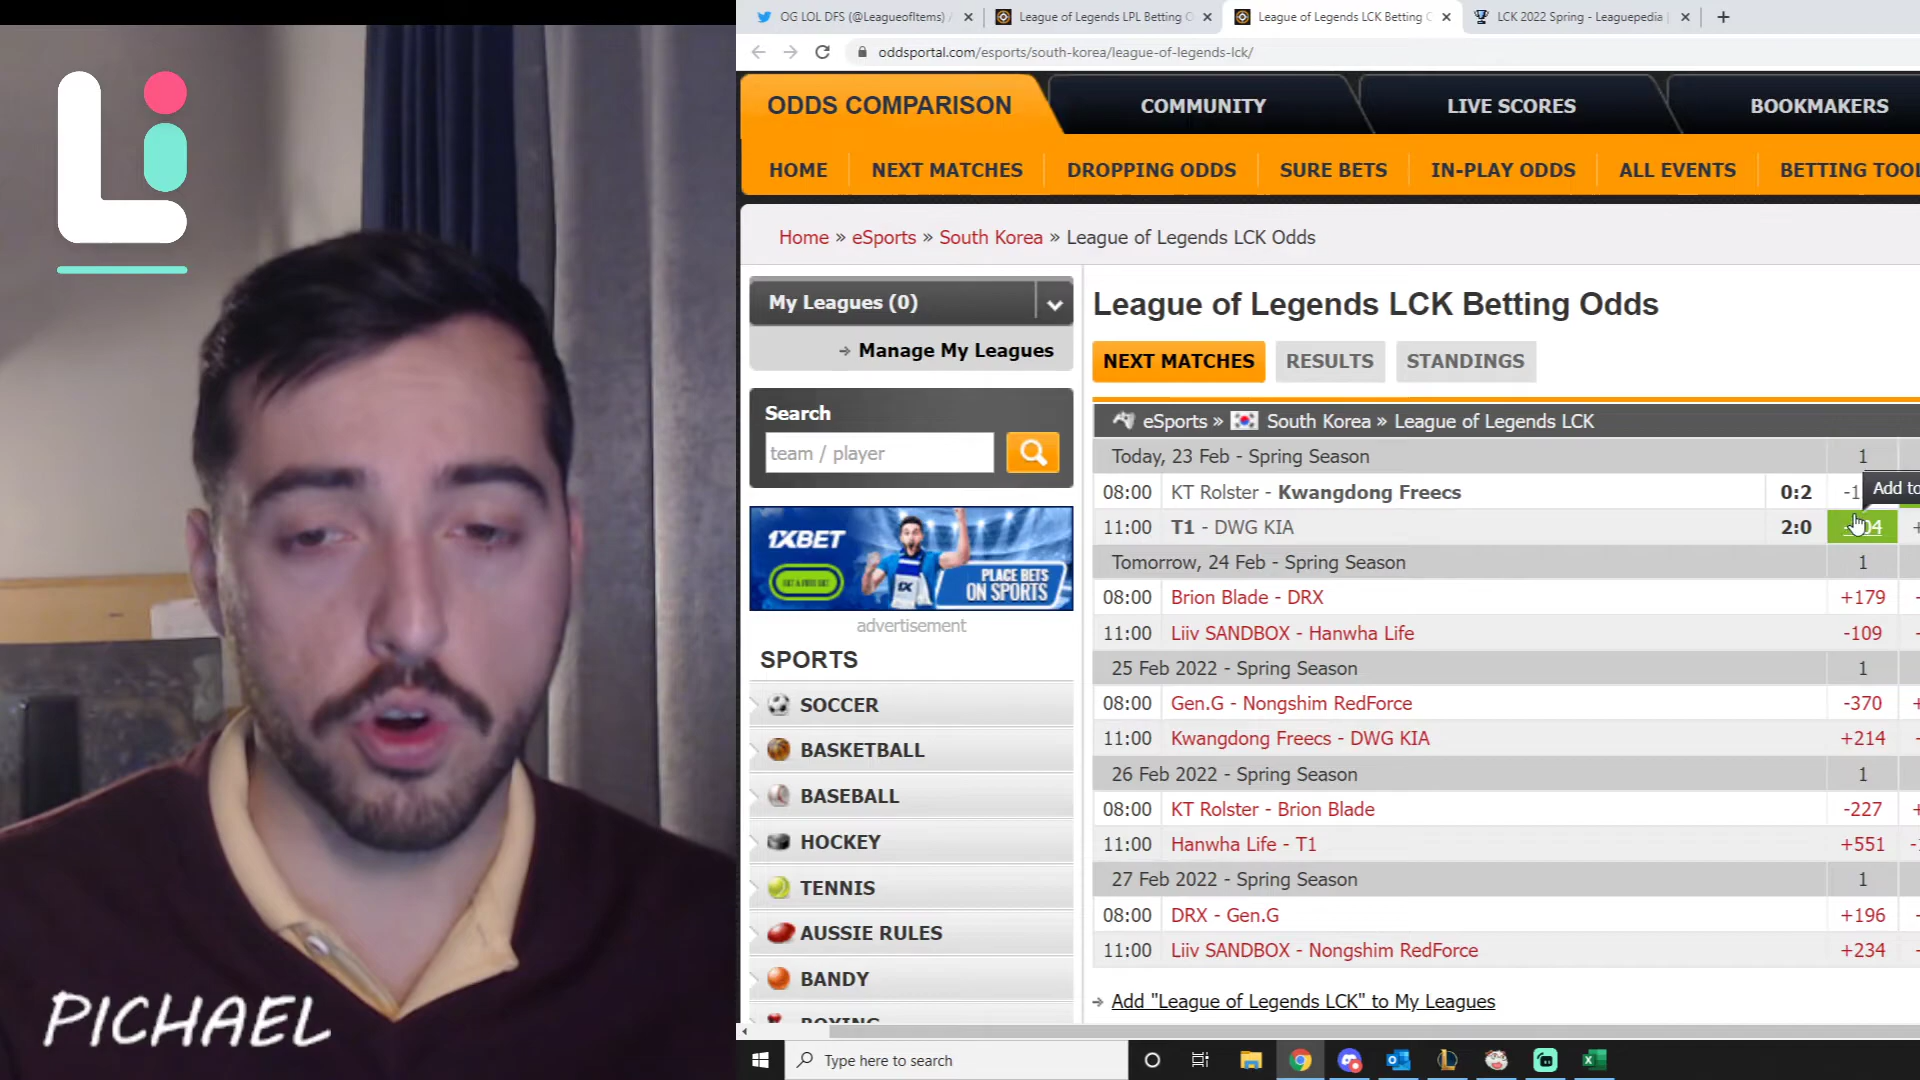 OG LOL DFS (@LeagueofItems) /
League of Legends LPL Betting O
League of Legends LCK Betting O
LCK 2022 Spring - Leaguepedia |
oddsportal.com/esports/south-korea/league-of-legends-lck/
ODDS COMPARISON
COMMUNITY
LIVE SCORES
BOOKMAKERS
HOME
NEXT MATCHES
DROPPING ODDS
SURE BETS
IN-PLAY ODDS
ALL EVENTS
BETTING TOOL
Home » eSports » South Korea » League of Legends LCK Odds
My Leagues (0)
Manage My Leagues
Search
team / player
1XBET
GET A FREE BET
PLACE BETS
ON SPORTS
advertisement
SPORTS
SOCCER
BASKETBALL
BASEBALL
HOCKEY
TENNIS
AUSSIE RULES
BANDY
BOXING
League of Legends LCK Betting Odds
NEXT MATCHES
RESULTS
STANDINGS
eSports » South Korea » League of Legends LCK
Today, 23 Feb - Spring Season 1
08:00 KT Rolster - Kwangdong Freecs 0:2 -1
Add to
11:00 T1 - DWG KIA 2:0
Tomorrow, 24 Feb - Spring Season 1
08:00 Brion Blade - DRX +179
11:00 Liiv SANDBOX - Hanwha Life -109
25 Feb 2022 - Spring Season 1
08:00 Gen.G - Nongshim RedForce -370
11:00 Kwangdong Freecs - DWG KIA +214
26 Feb 2022 - Spring Season 1
08:00 KT Rolster - Brion Blade -227
11:00 Hanwha Life - T1 +551
27 Feb 2022 - Spring Season 1
08:00 DRX - Gen.G +196
11:00 Liiv SANDBOX - Nongshim RedForce +234
Add "League of Legends LCK" to My Leagues
PICHAEL
Type here to search